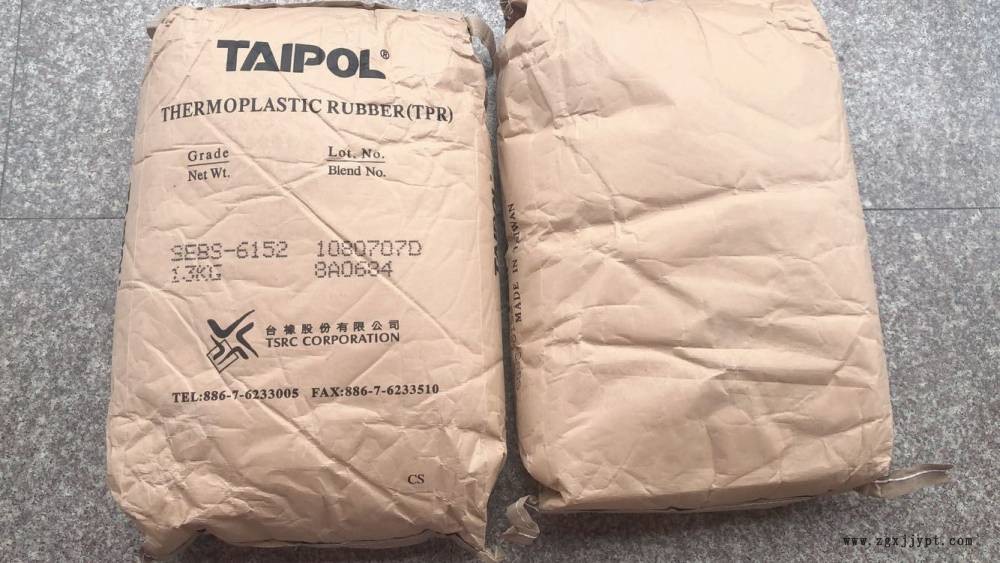 TAIPOL®
THERMOPLASTIC RUBBER(TPR)
Grade Lot. No.
Net Wt. Blend No.
SEBS-6152 1080707D
13KG 8A0684
台橡股份有限公司
TSRC CORPORATION
TEL:886-7-6233005 FAX:886-7-6233510
CS
MADE IN TAIWAN
www.zgxjjypt.com